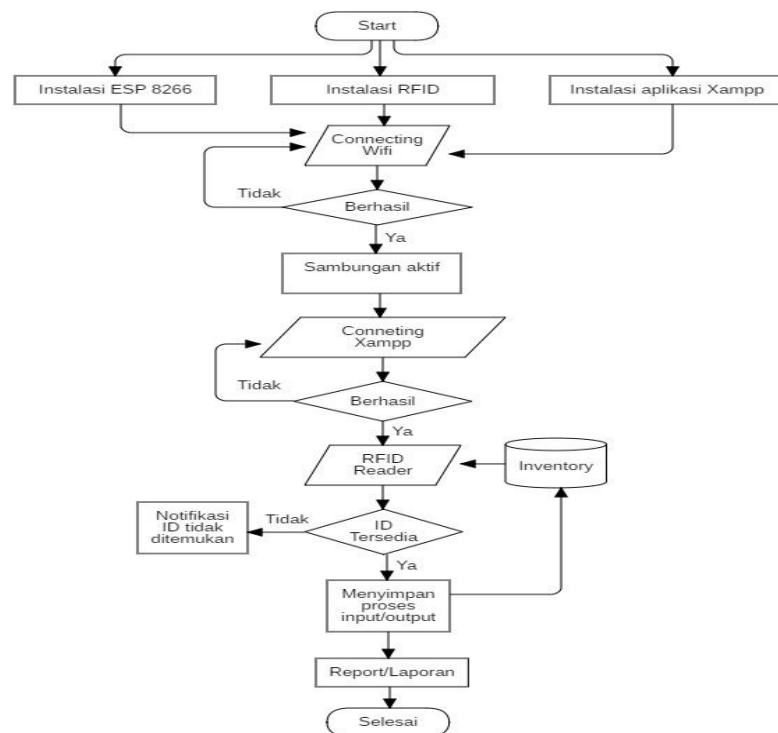 Start
Instalasi ESP 8266
Instalasi RFID
Instalasi aplikasi Xampp
Connecting
Wifi
Tidak
Berhasil
Ya
Sambungan aktif
Conneting
Xampp
Tidak
Berhasil
Ya
RFID
Reader
Inventory
Notifikasi
ID tidak
ditemukan
Tidak
ID
Tersedia
Ya
Menyimpan
proses
input/output
Report/Laporan
Selesai